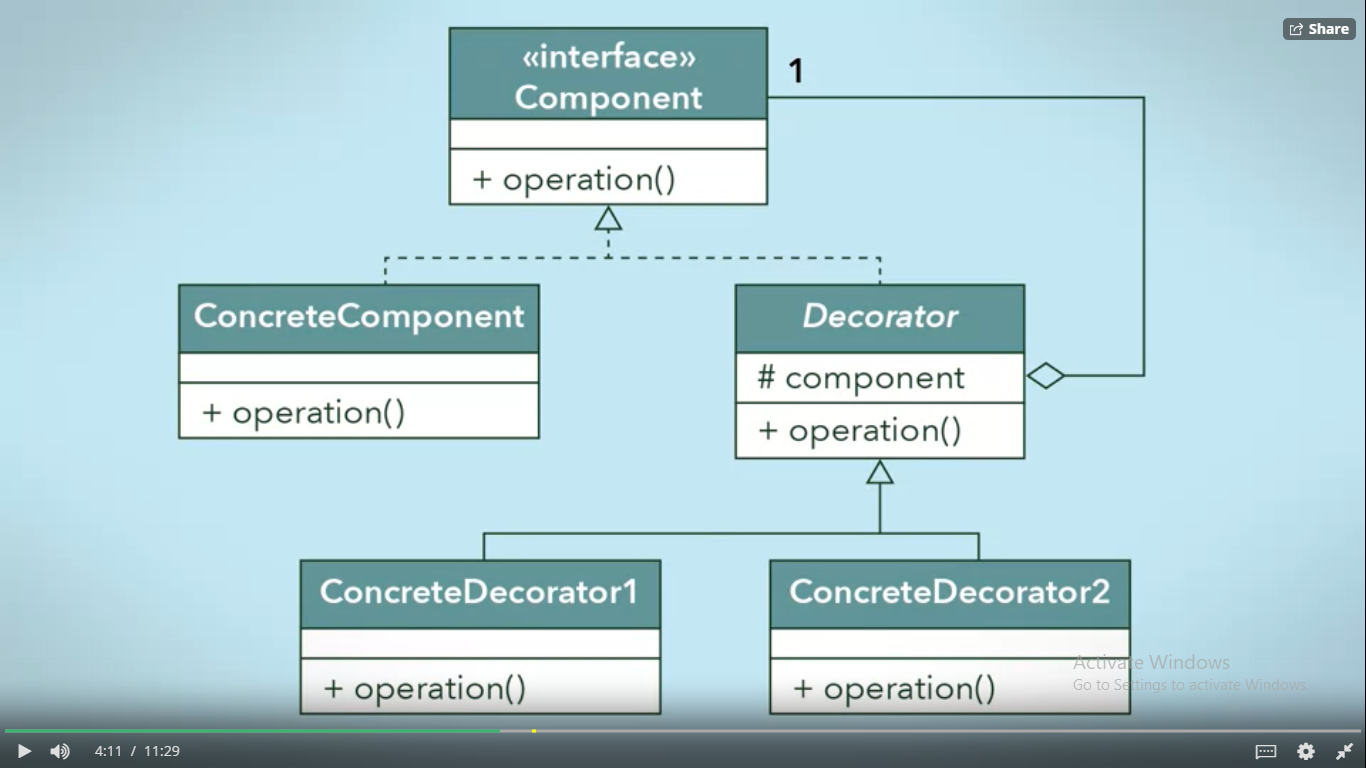 Share
«interface»
Component
1
+ operation()
ConcreteComponent
+ operation()
Decorator
# component
+ operation()
ConcreteDecorator1
+ operation()
ConcreteDecorator2
+ operation()
Activate Windows
Go to Settings to activate Windows.
4:11 / 11:29